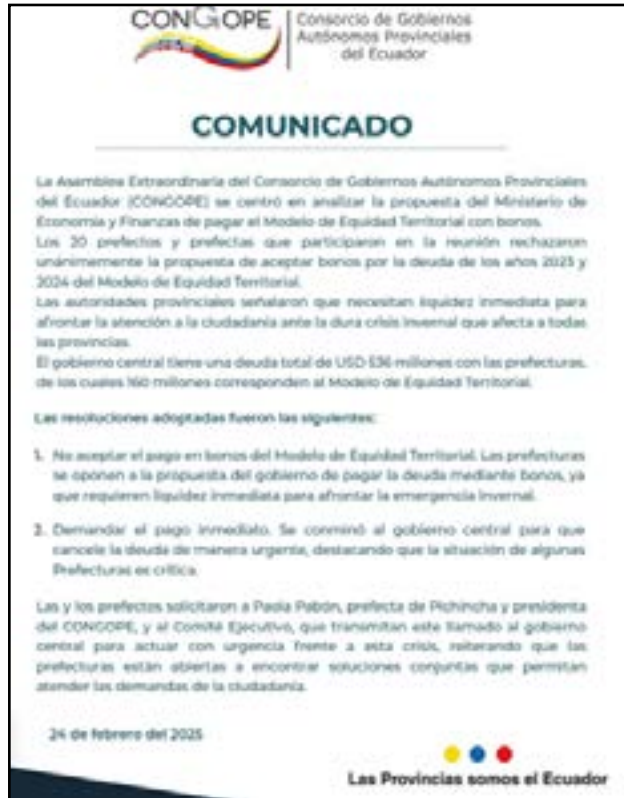 CONGOPE
Consorcio de Gobiernos
Autónomos Provinciales
del Ecuador
COMUNICADO
La Asamblea Extraordinaria del Consorcio de Gobiernos Autónomos Provinciales
del Ecuador (CONGOPE) se centró en analizar la propuesta del Ministerio de
Economía y Finanzas de pagar el Modelo de Equidad Territorial con bonos.
Los 20 prefectos y prefectas que participaron en la reunión rechazaron
unánimemente la propuesta de aceptar bonos por la deuda de los años 2023 y
2024 del Modelo de Equidad Territorial.
Las autoridades provinciales señalaron que necesitan liquidez inmediata para
afrontar la atención a la ciudadanía ante la dura crisis invernal que afecta a todas
las provincias.
El gobierno central tiene una deuda total de USD 536 millones con las prefecturas,
de los cuales 160 millones corresponden al Modelo de Equidad Territorial.
Las resoluciones adoptadas fueron las siguientes:
1. No aceptar el pago en bonos del Modelo de Equidad Territorial. Las prefecturas
se oponen a la propuesta del gobierno de pagar la deuda mediante bonos, ya
que requieren liquidez inmediata para afrontar la emergencia invernal.
2. Demandar el pago inmediato. Se conminó al gobierno central para que
cancele la deuda de manera urgente, destacando que la situación de algunas
Prefecturas es crítica.
Las y los prefectos solicitaron a Paola Pabón, prefecta de Pichincha y presidenta
del CONGOPE, y al Comité Ejecutivo, que transmitan este llamado al gobierno
central para actuar con urgencia frente a esta crisis, reiterando que las
prefecturas están abiertas a encontrar soluciones conjuntas que permitan
atender las demandas de la ciudadanía.
24 de febrero del 2025
Las Provincias somos el Ecuador